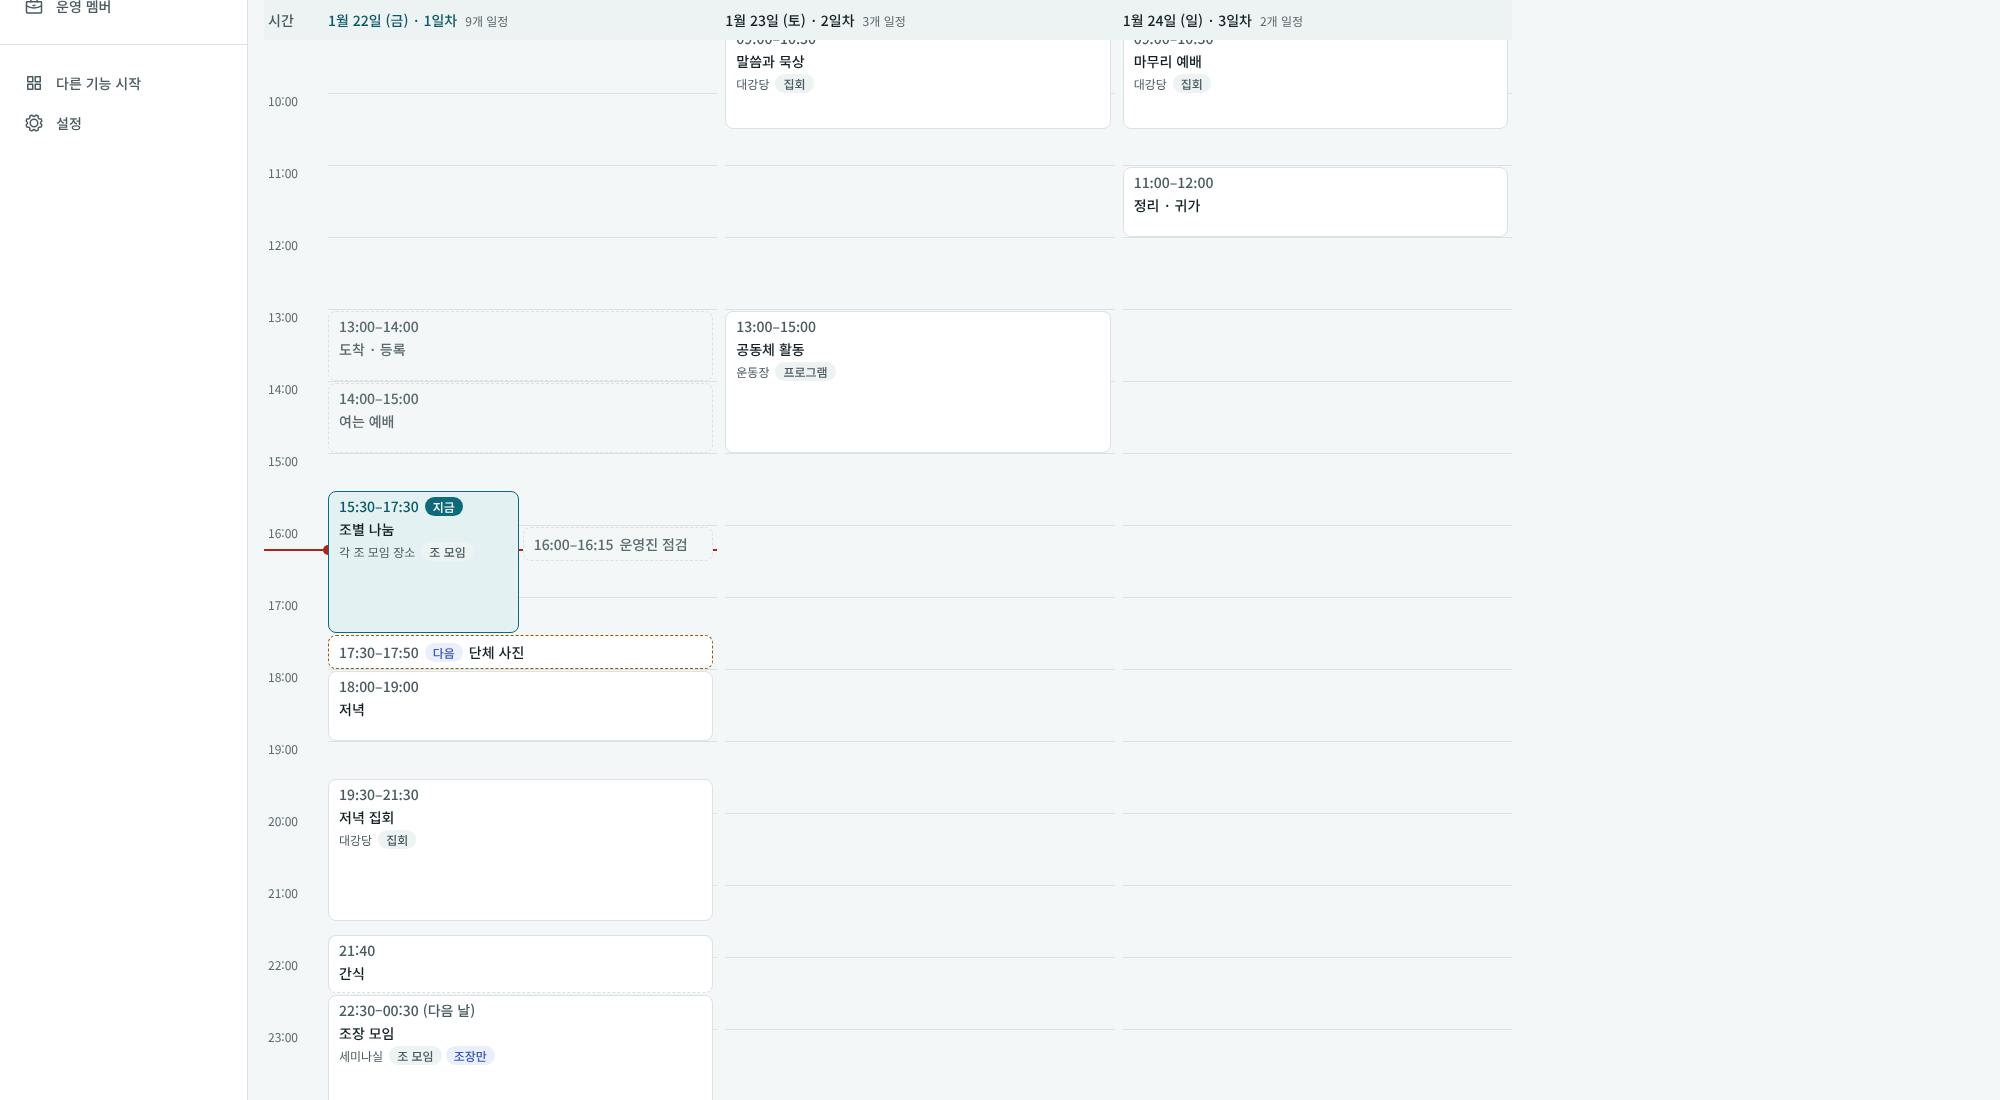 운영 멤버
다른 기능 시작
설정
시간
1월 22일 (금) · 1일차 9개 일정
1월 23일 (토) · 2일차 3개 일정
1월 24일 (일) · 3일차 2개 일정
10:00
11:00
12:00
13:00
14:00
15:00
16:00
17:00
18:00
19:00
20:00
21:00
22:00
23:00
13:00–14:00
도착 · 등록
14:00–15:00
여는 예배
15:30–17:30 지금
조별 나눔
각 조 모임 장소 조 모임
16:00–16:15 운영진 점검
17:30–17:50 다음 단체 사진
18:00–19:00
저녁
19:30–21:30
저녁 집회
대강당 집회
21:40
간식
22:30–00:30 (다음 날)
조장 모임
세미나실 조 모임 조장만
09:00–10:30
말씀과 묵상
대강당 집회
13:00–15:00
공동체 활동
운동장 프로그램
09:00–10:30
마무리 예배
대강당 집회
11:00–12:00
정리 · 귀가